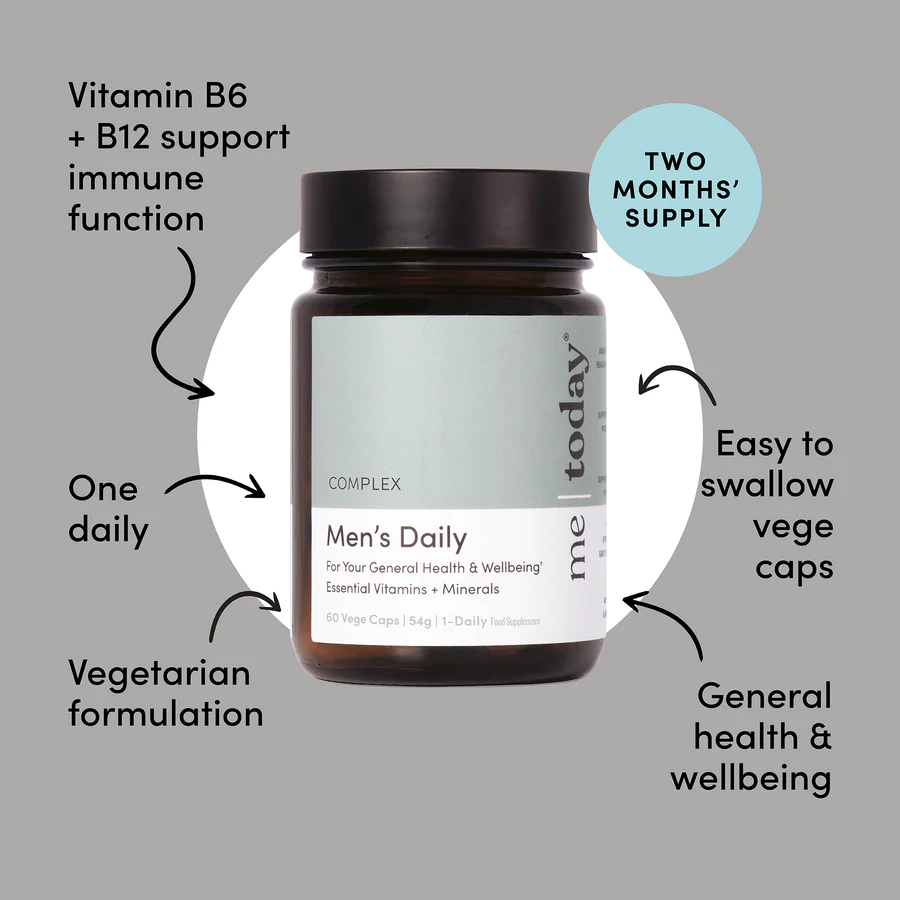 Vitamin B6
+ B12 support
immune
function
TWO
MONTHS’
SUPPLY
One
daily
Vegetarian
formulation
COMPLEX
Men’s Daily
For Your General Health & Wellbeing†
Essential Vitamins + Minerals
60 Vege Caps | 54g | 1-Daily Food Supplement
me | today®
Easy to
swallow
vege
caps
General
health &
wellbeing